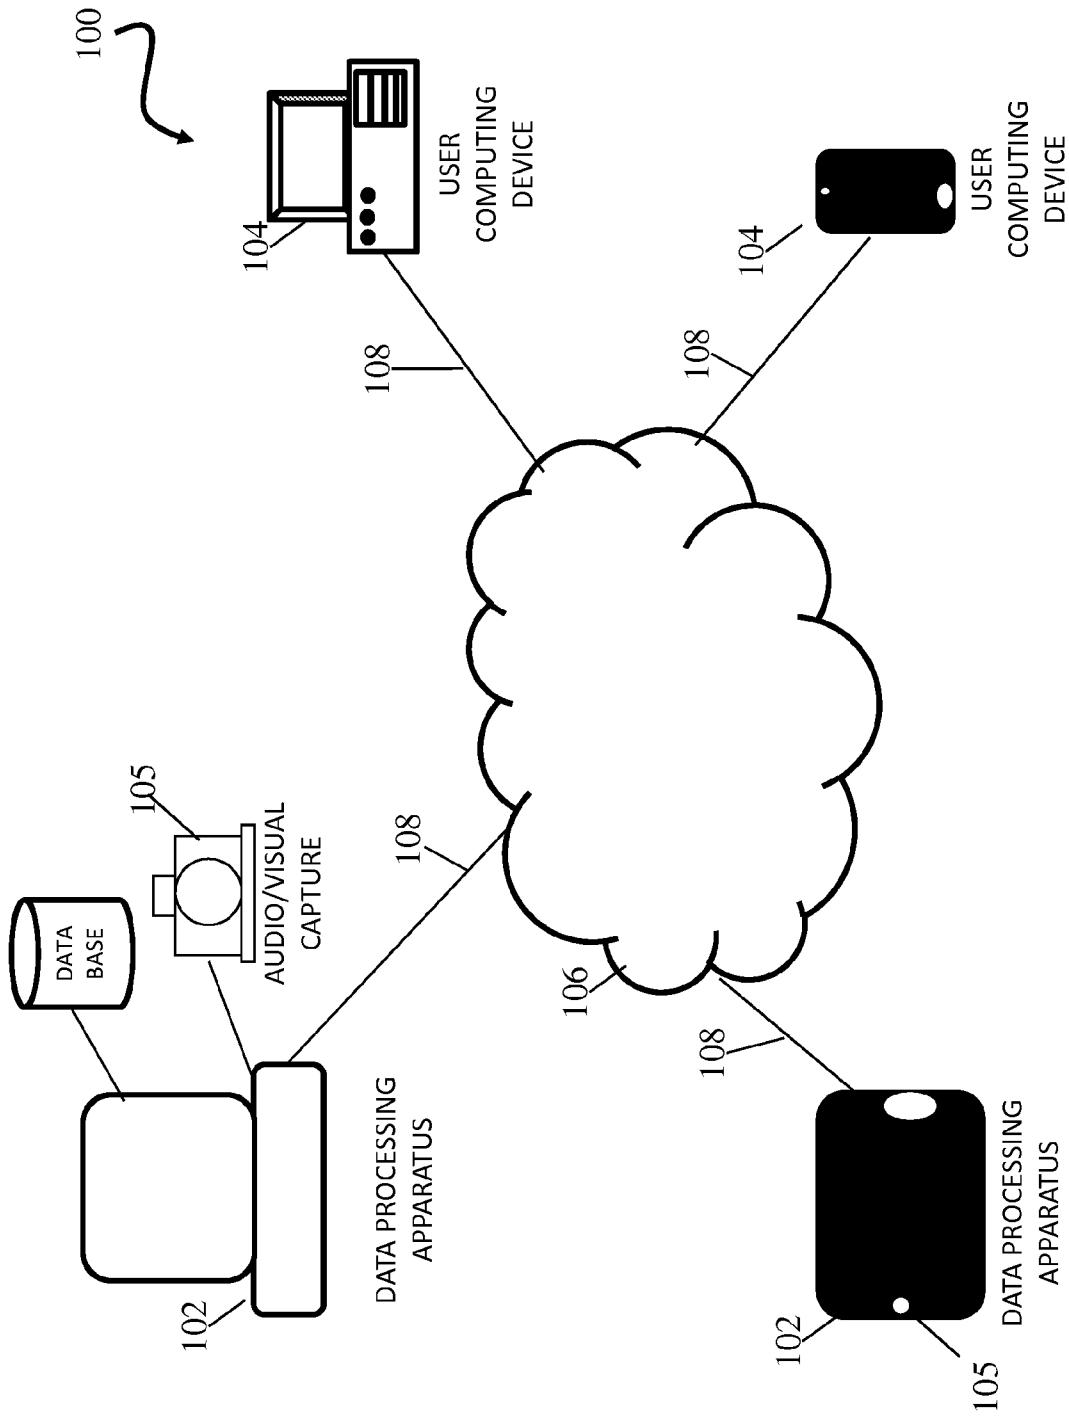 100
DATA
BASE
105
102
104
AUDIO/VISUAL
CAPTURE
108
108
DATA PROCESSING
APPARATUS
USER
COMPUTING
DEVICE
106
108
108
104
102
105
DATA PROCESSING
APPARATUS
USER
COMPUTING
DEVICE